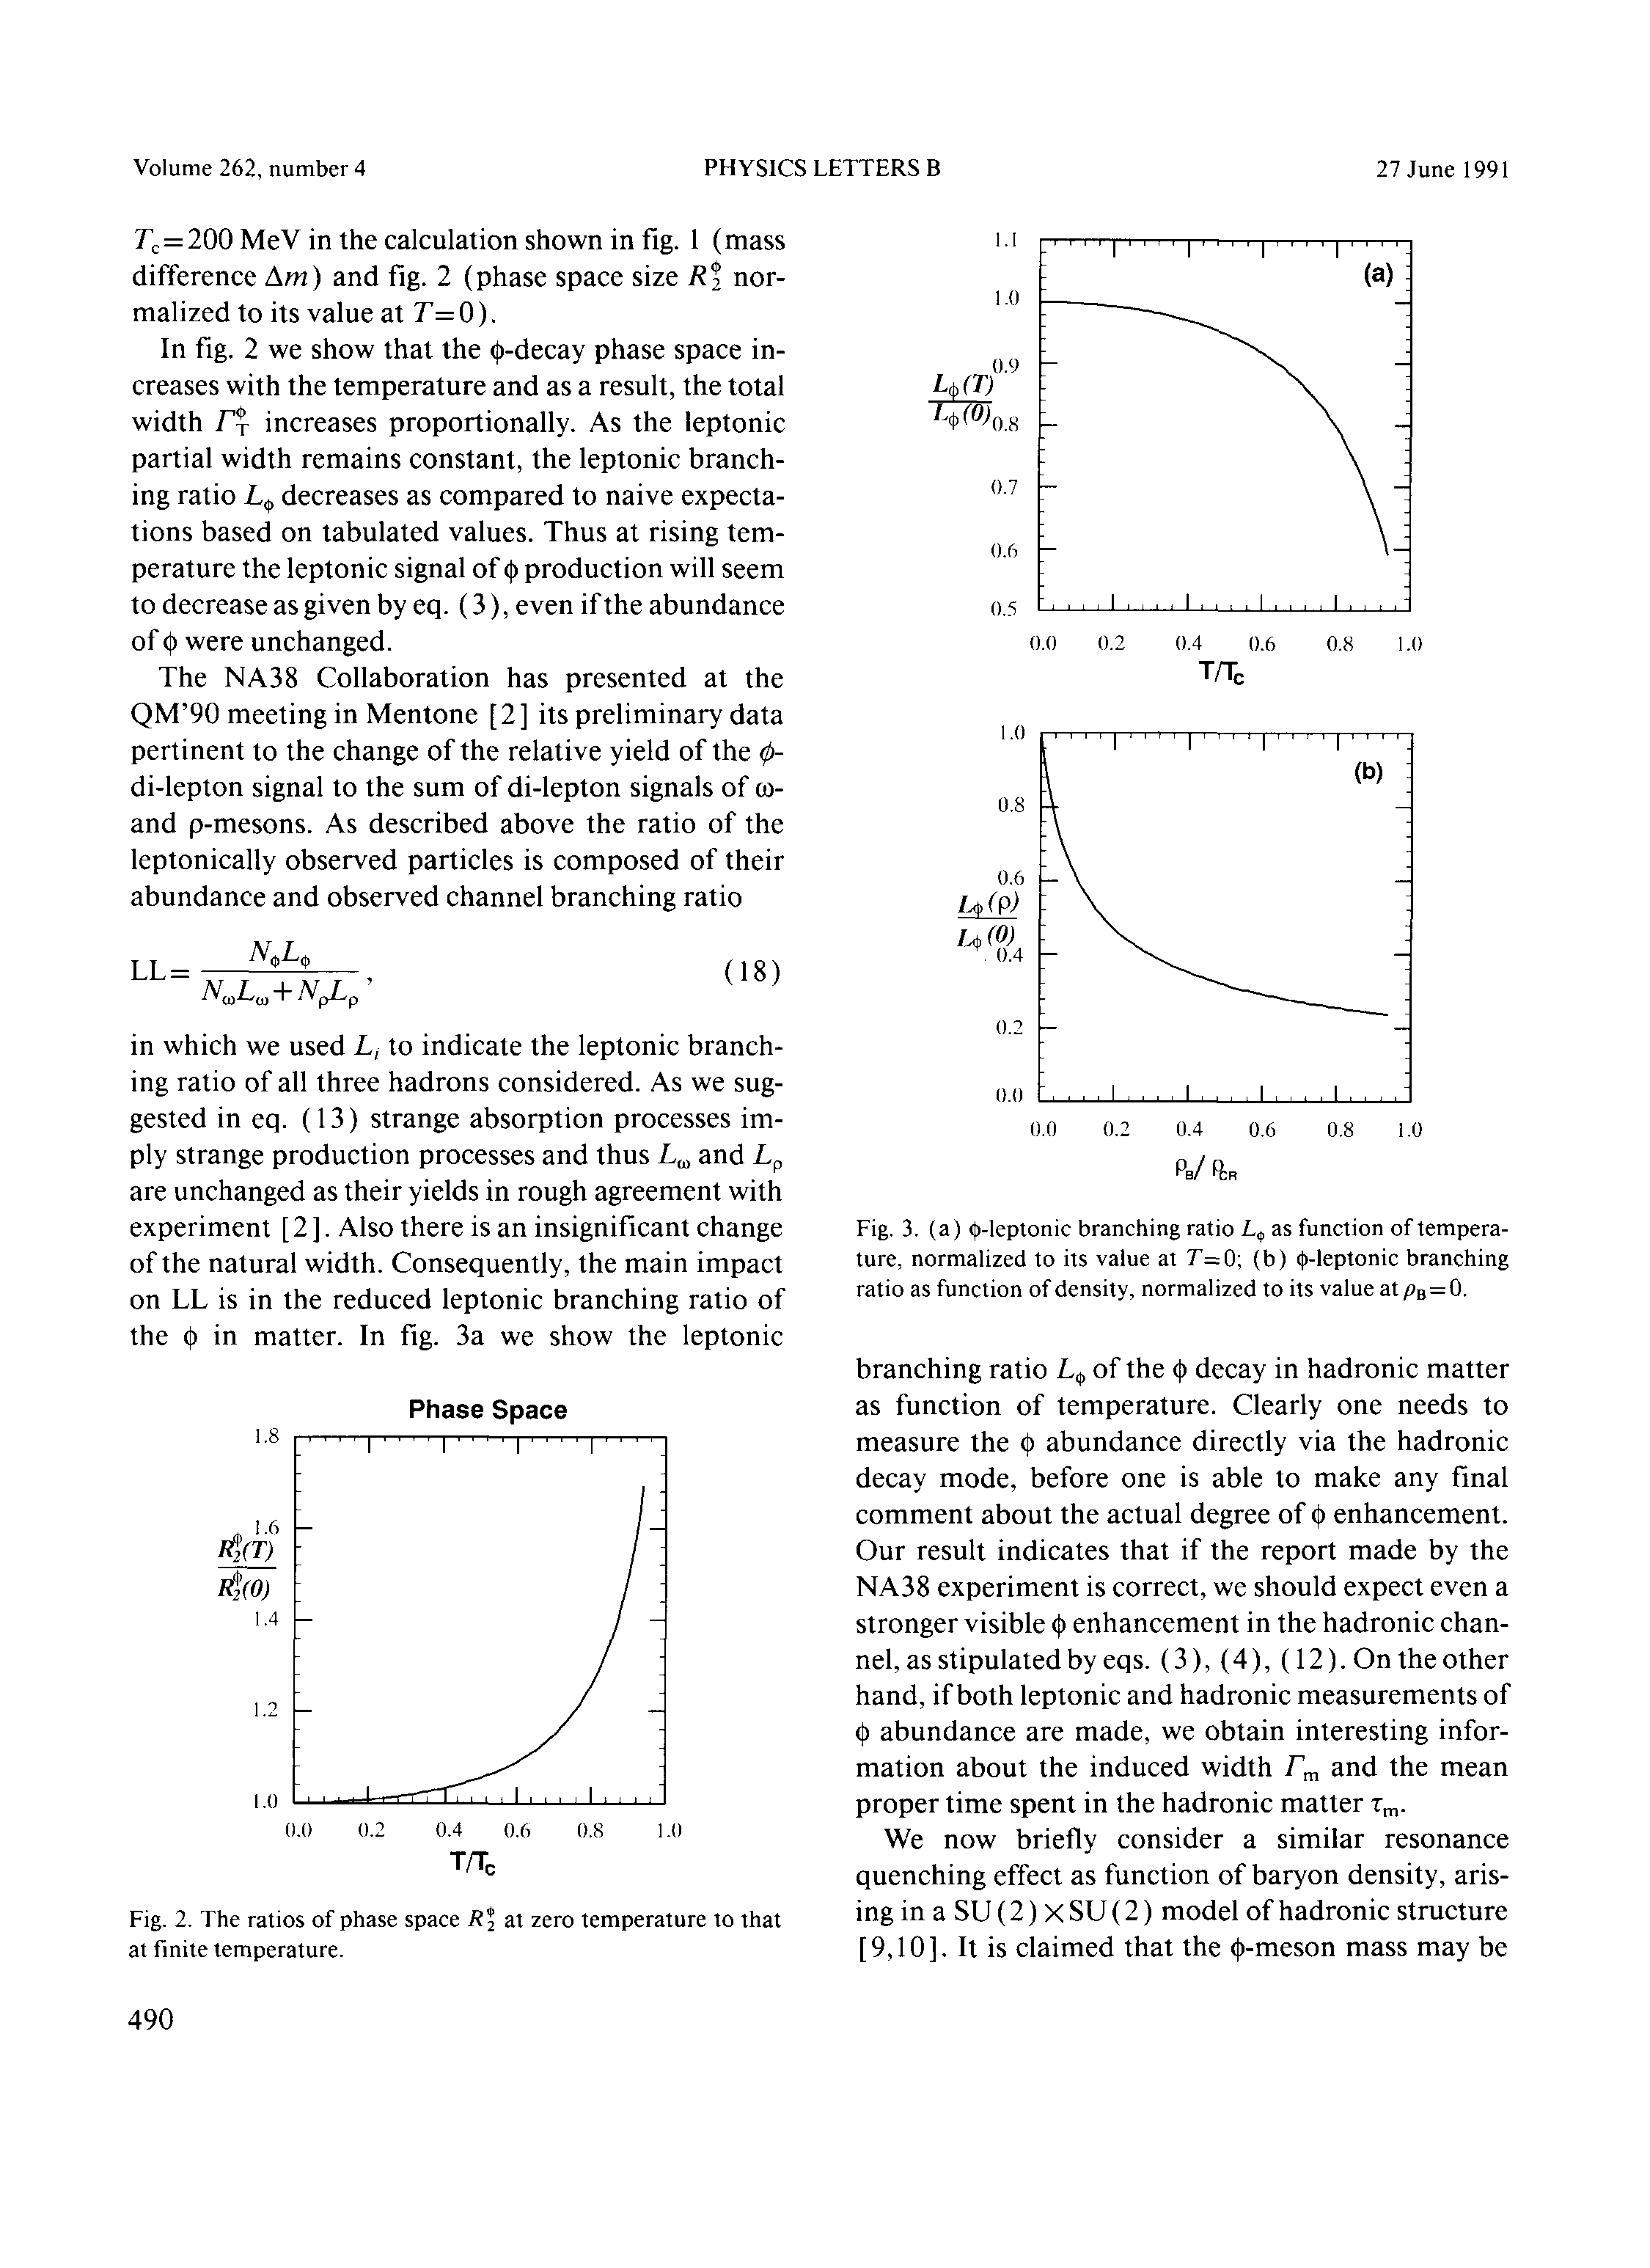 Volume 262, number 4
PHYSICS LETTERS B
27 June 1991
Tc=200 MeV in the calculation shown in fig. 1 (mass
difference Δm) and fig. 2 (phase space size R₂^ϕ nor-
malized to its value at T=0).
In fig. 2 we show that the ϕ-decay phase space in-
creases with the temperature and as a result, the total
width Γ_T^ϕ increases proportionally. As the leptonic
partial width remains constant, the leptonic branch-
ing ratio Lϕ decreases as compared to naive expecta-
tions based on tabulated values. Thus at rising tem-
perature the leptonic signal of ϕ production will seem
to decrease as given by eq. (3), even if the abundance
of ϕ were unchanged.
The NA38 Collaboration has presented at the
QM'90 meeting in Mentone [2] its preliminary data
pertinent to the change of the relative yield of the ϕ-
di-lepton signal to the sum of di-lepton signals of ω-
and ρ-mesons. As described above the ratio of the
leptonically observed particles is composed of their
abundance and observed channel branching ratio
LL= NϕLϕ / NωLω+NρLρ , (18)
in which we used Li to indicate the leptonic branch-
ing ratio of all three hadrons considered. As we sug-
gested in eq. (13) strange absorption processes im-
ply strange production processes and thus Lω and Lρ
are unchanged as their yields in rough agreement with
experiment [2]. Also there is an insignificant change
of the natural width. Consequently, the main impact
on LL is in the reduced leptonic branching ratio of
the ϕ in matter. In fig. 3a we show the leptonic
Phase Space
1.8
1.6
R₂^ϕ(T)
R₂^ϕ(0)
1.4
1.2
1.0
0.0 0.2 0.4 0.6 0.8 1.0
T/Tc
Fig. 2. The ratios of phase space R₂^ϕ at zero temperature to that
at finite temperature.
490
1.1
(a)
1.0
0.9
Lϕ(T)
Lϕ(0)
0.8
0.7
0.6
0.5
0.0 0.2 0.4 0.6 0.8 1.0
T/Tc
1.0
(b)
0.8
0.6
Lϕ(ρ)
Lϕ(0)
0.4
0.2
0.0
0.0 0.2 0.4 0.6 0.8 1.0
ρB/ρCR
Fig. 3. (a) ϕ-leptonic branching ratio Lϕ as function of tempera-
ture, normalized to its value at T=0; (b) ϕ-leptonic branching
ratio as function of density, normalized to its value at ρB=0.
branching ratio Lϕ of the ϕ decay in hadronic matter
as function of temperature. Clearly one needs to
measure the ϕ abundance directly via the hadronic
decay mode, before one is able to make any final
comment about the actual degree of ϕ enhancement.
Our result indicates that if the report made by the
NA38 experiment is correct, we should expect even a
stronger visible ϕ enhancement in the hadronic chan-
nel, as stipulated by eqs. (3), (4), (12). On the other
hand, if both leptonic and hadronic measurements of
ϕ abundance are made, we obtain interesting infor-
mation about the induced width Γm and the mean
proper time spent in the hadronic matter τm.
We now briefly consider a similar resonance
quenching effect as function of baryon density, aris-
ing in a SU(2)×SU(2) model of hadronic structure
[9,10]. It is claimed that the ϕ-meson mass may be